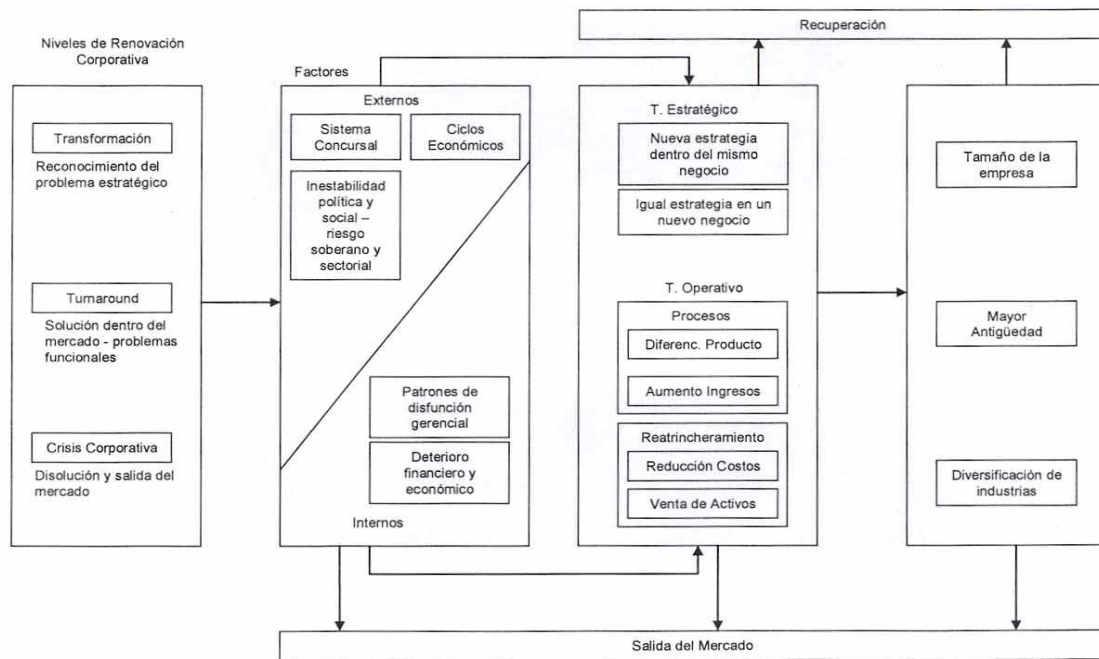 Recuperación
Niveles de Renovación
Corporativa
Transformación
Reconocimiento del
problema estratégico
Turnaround
Solución dentro del
mercado - problemas
funcionales
Crisis Corporativa
Disolución y salida del
mercado
Factores
Externos
Sistema
Concursal
Ciclos
Económicos
Inestabilidad
política y
social –
riesgo
soberano y
sectorial
Patrones de
disfunción
gerencial
Deterioro
financiero y
económico
Internos
T. Estratégico
Nueva estrategia
dentro del mismo
negocio
Igual estrategia en un
nuevo negocio
T. Operativo
Procesos
Diferenc. Producto
Aumento Ingresos
Reatrincheramiento
Reducción Costos
Venta de Activos
Tamaño de la
empresa
Mayor
Antigüedad
Diversificación de
industrias
Salida del Mercado